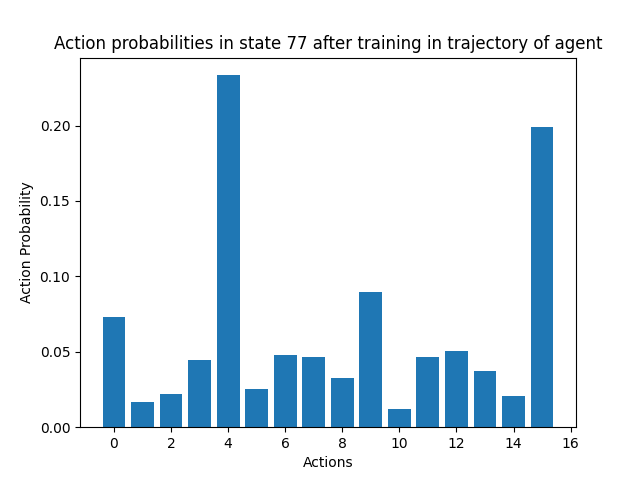 Action probabilities in state 77 after training in trajectory of agent
Action Probability
0.20
0.15
0.10
0.05
0.00
0 2 4 6 8 10 12 14 16
Actions